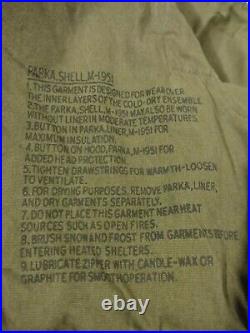 PARKA, SHELL, M-1951
1. THIS GARMENT IS DESIGNED FOR WEAR OVER
THE INNER LAYERS OF THE COLD-DRY ENSEMBLE.
2. THE PARKA, SHELL, M-1951 MAY ALSO BE WORN
WITHOUT LINER IN MODERATE TEMPERATURES.
3. BUTTON IN PARKA, LINER, M-1951 FOR
MAXIMUM INSULATION.
4. BUTTON ON HOOD, PARKA, M-1951 FOR
ADDED HEAD PROTECTION.
5. TIGHTEN DRAWSTRINGS FOR WARMTH-LOOSEN
TO VENTILATE.
6. FOR DRYING PURPOSES, REMOVE PARKA, LINER,
AND DRY GARMENTS SEPARATELY.
7. DO NOT PLACE THIS GARMENT NEAR HEAT
SOURCES SUCH AS OPEN FIRES.
8. BRUSH SNOW AND FROST FROM GARMENTS BEFORE
ENTERING HEATED SHELTERS.
9. LUBRICATE ZIPPER WITH CANDLE-WAX OR
GRAPHITE FOR SMOOTH OPERATION.